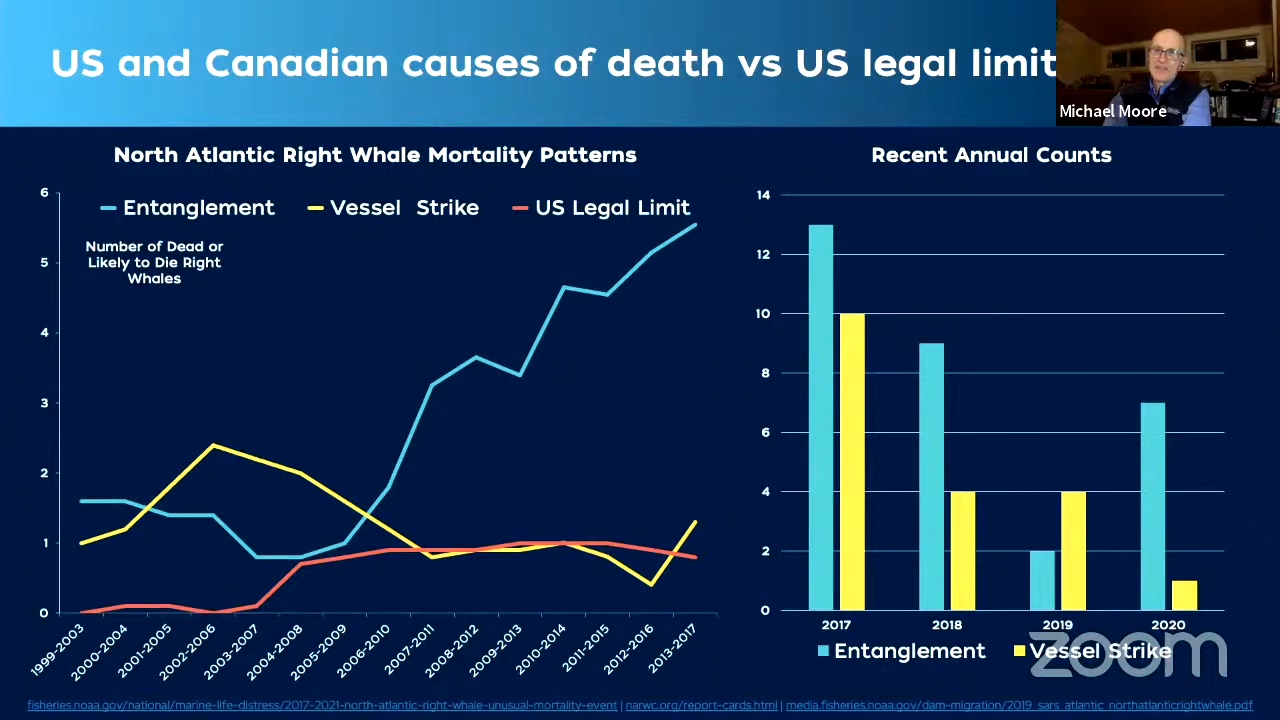 US and Canadian causes of death vs US legal limit
Michael Moore
North Atlantic Right Whale Mortality Patterns
Entanglement
Vessel Strike
US Legal Limit
Number of Dead or
Likely to Die Right
Whales
6
5
4
3
2
1
0
1999-2003
2000-2004
2001-2005
2002-2006
2003-2007
2004-2008
2005-2009
2006-2010
2007-2011
2008-2012
2009-2013
2010-2014
2011-2015
2012-2016
2013-2017
Recent Annual Counts
14
12
10
8
6
4
2
0
2017
2018
2019
2020
Entanglement
Vessel Strike
zoom
fisheries.noaa.gov/national/marine-life-distress/2017-2021-north-atlantic-right-whale-unusual-mortality-event | narwc.org/report-cards.html | media.fisheries.noaa.gov/dam-migration/2019_sars_atlantic_northatlanticrightwhale.pdf